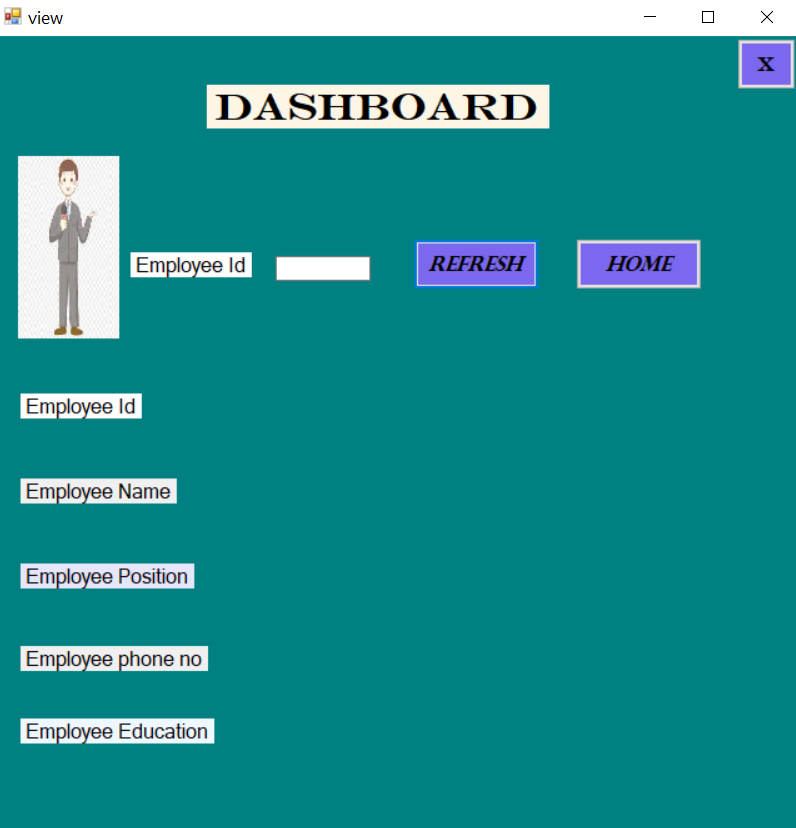 view
X
DASHBOARD
Employee Id REFRESH HOME
Employee Id
Employee Name
Employee Position
Employee phone no
Employee Education